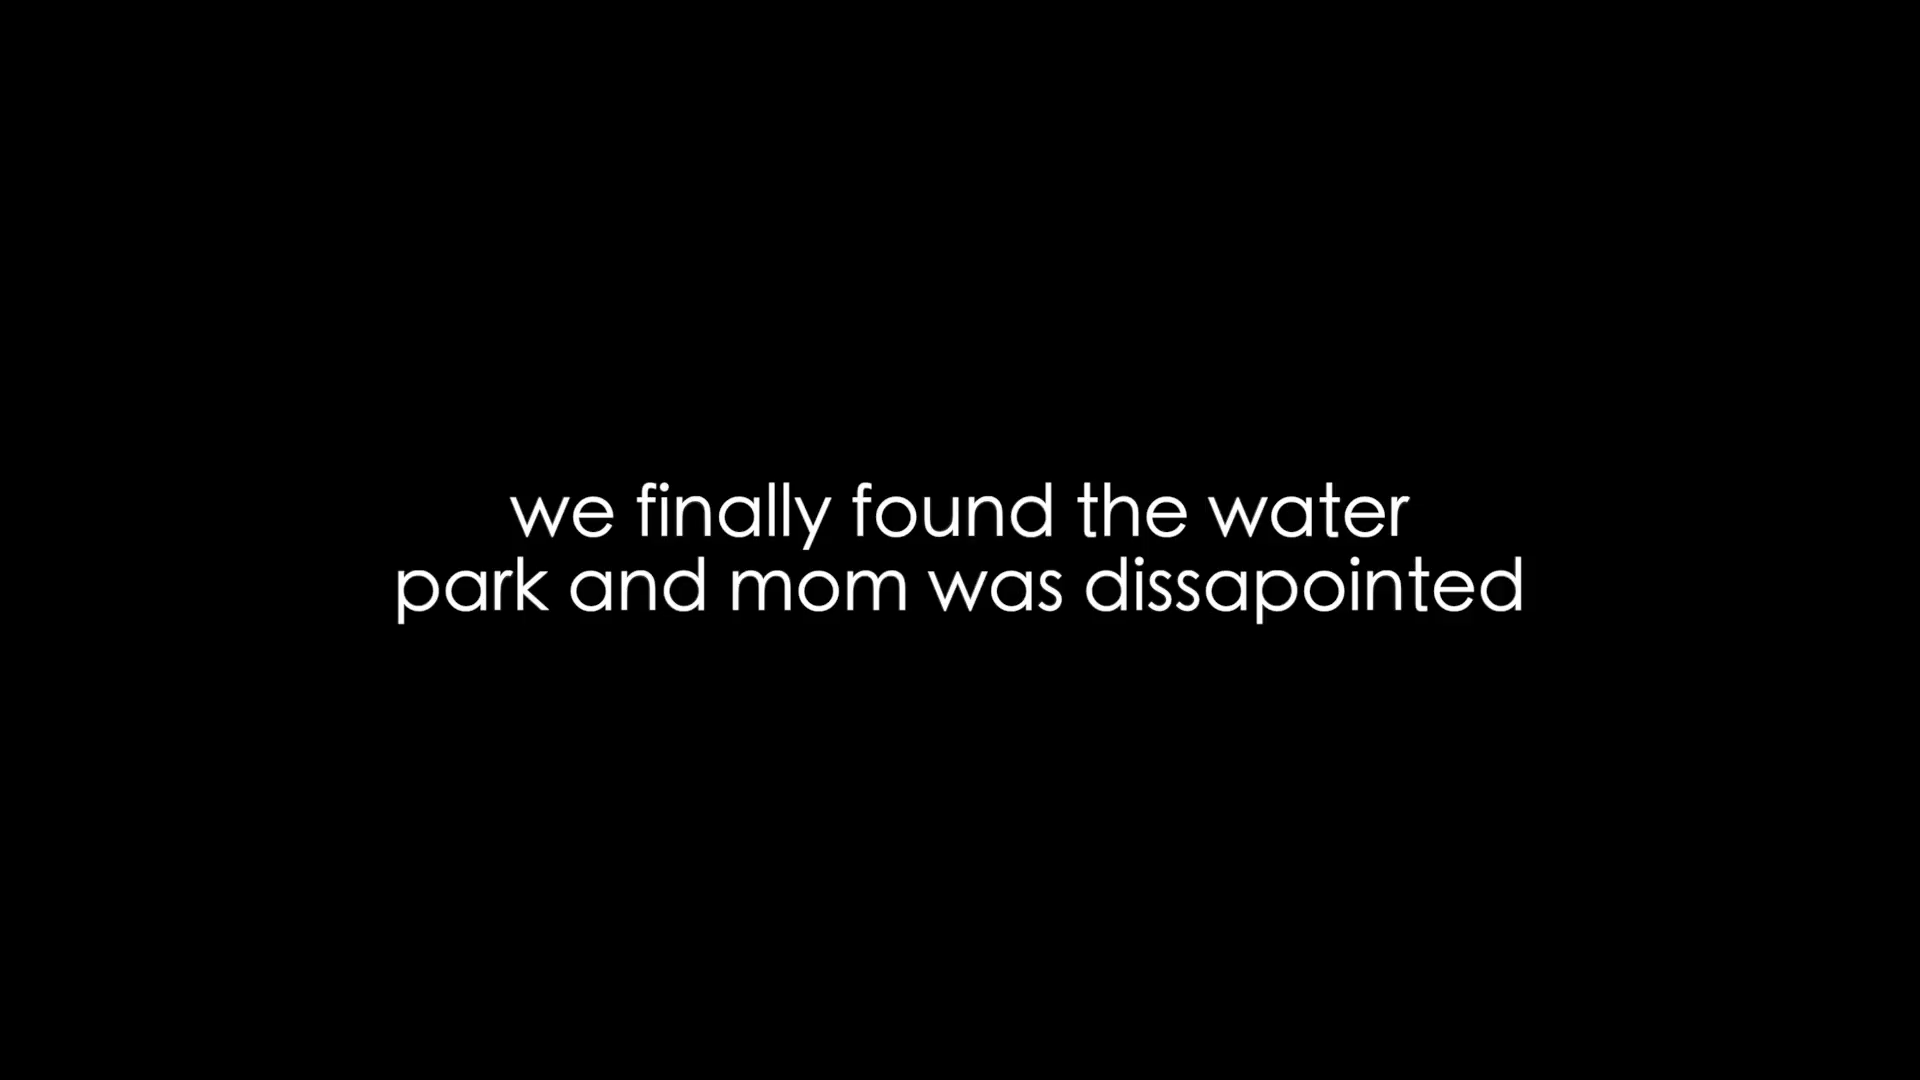 we finally found the water
park and mom was dissapointed